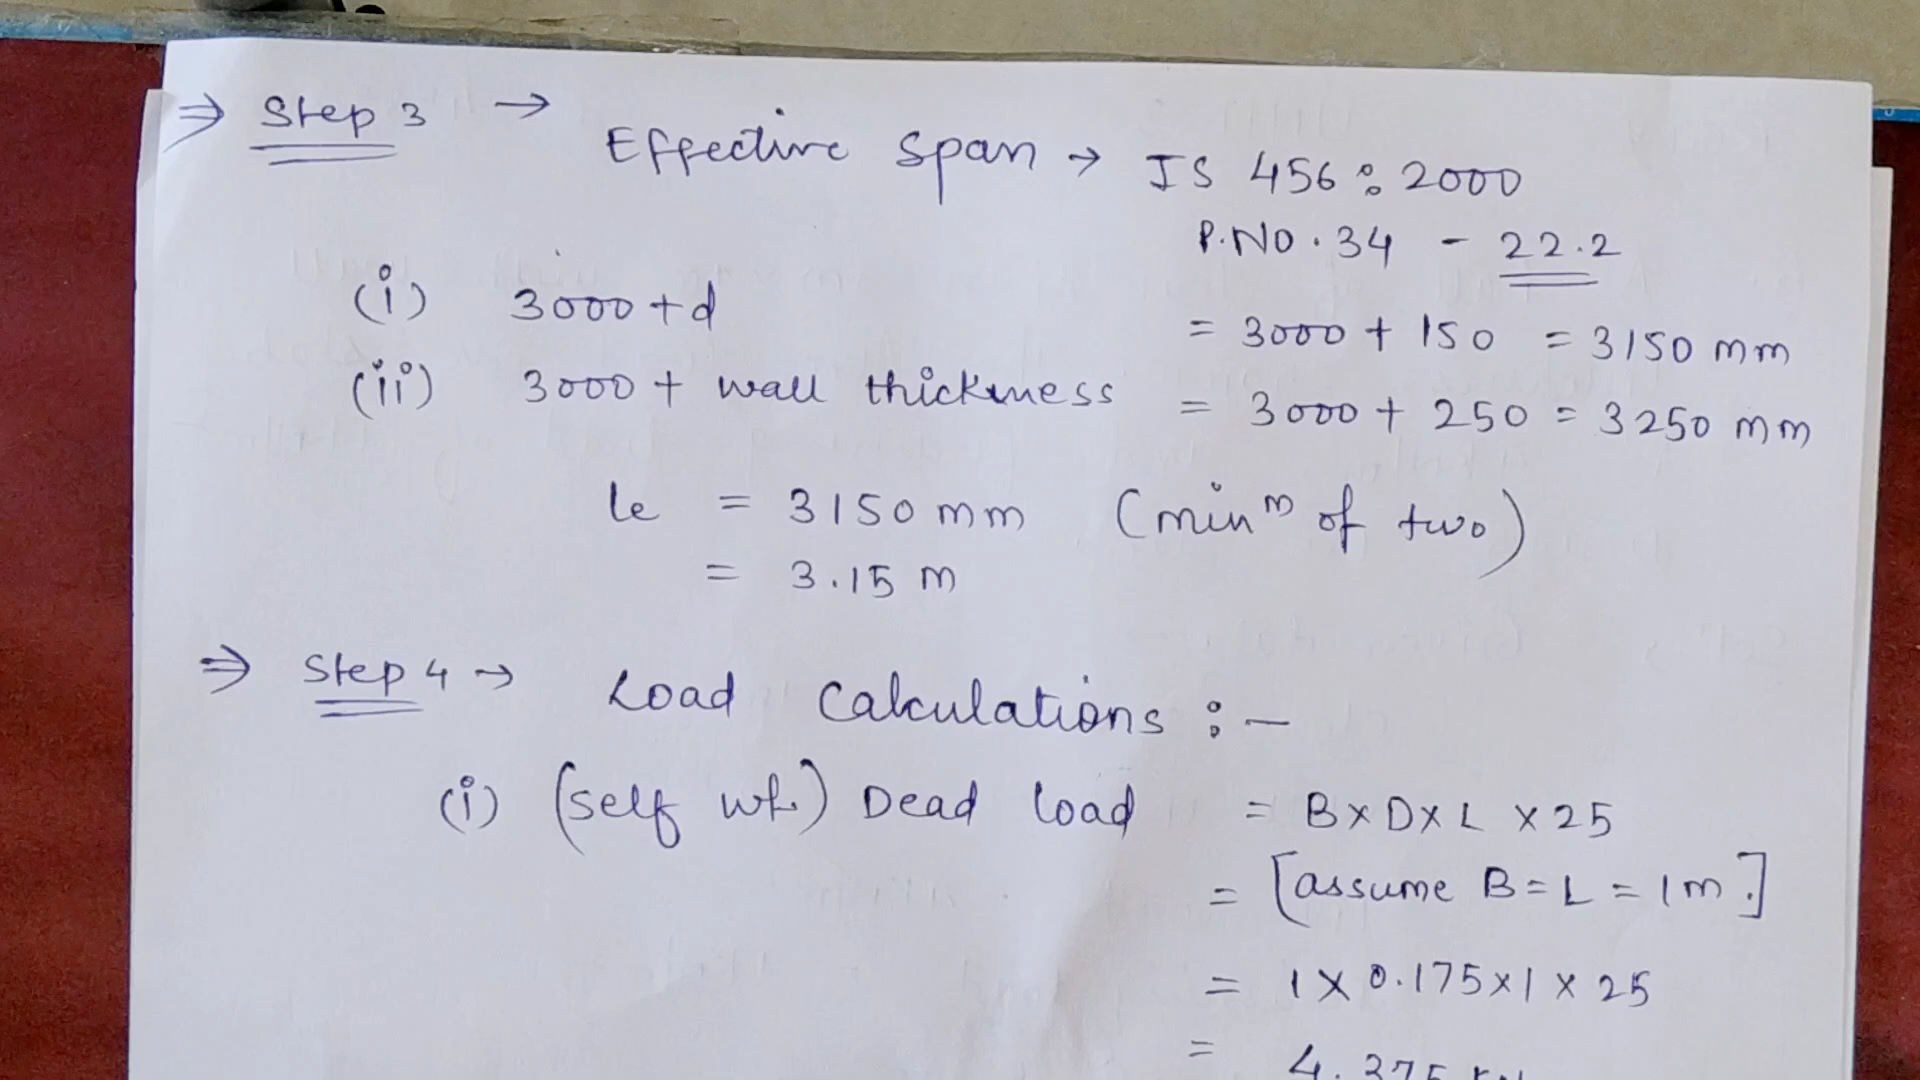 ⇒ Step 3 → Effective span → IS 456 : 2000
P.NO. 34 - 22.2
(i) 3000 + d = 3000 + 150 = 3150 mm
(ii) 3000 + wall thickness = 3000 + 250 = 3250 mm
le = 3150 mm (minᵐ of two)
= 3.15 m
⇒ Step 4 → Load Calculations :-
(i) (self wt.) Dead load = B x D x L x 25
= [assume B = L = 1m.]
= 1 x 0.175 x 1 x 25
= 4.375